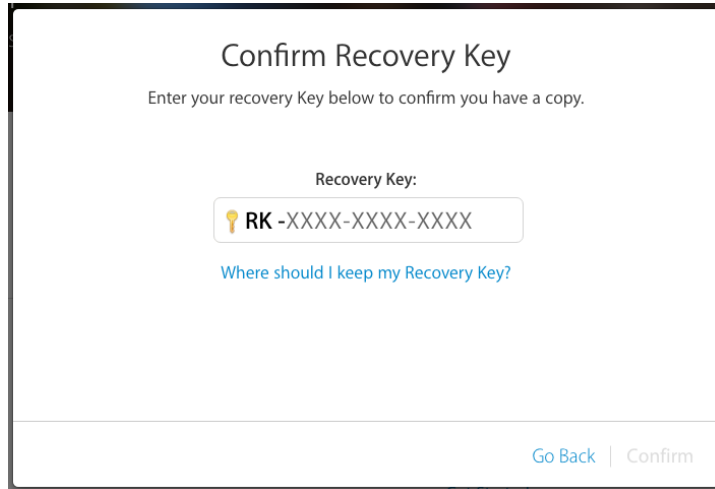 Confirm Recovery Key
Enter your recovery Key below to confirm you have a copy.
Recovery Key:
RK -XXXX-XXXX-XXXX
Where should I keep my Recovery Key?
Go Back
Confirm